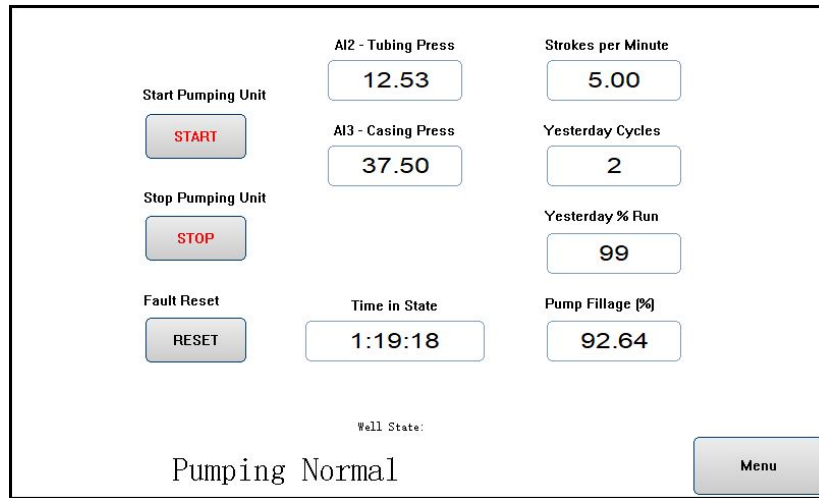 Start Pumping Unit
START
Stop Pumping Unit
STOP
Fault Reset
RESET
AI2 - Tubing Press
12.53
AI3 - Casing Press
37.50
Time in State
1:19:18
Strokes per Minute
5.00
Yesterday Cycles
2
Yesterday % Run
99
Pump Fillage (%)
92.64
Well State:
Pumping Normal
Menu